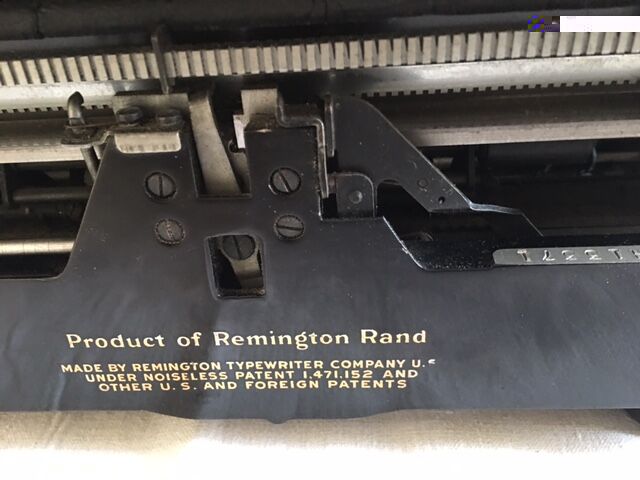 Product of Remington Rand
MADE BY REMINGTON TYPEWRITER COMPANY U.S
UNDER NOISELESS PATENT 1,471,152 AND
OTHER U.S. AND FOREIGN PATENTS